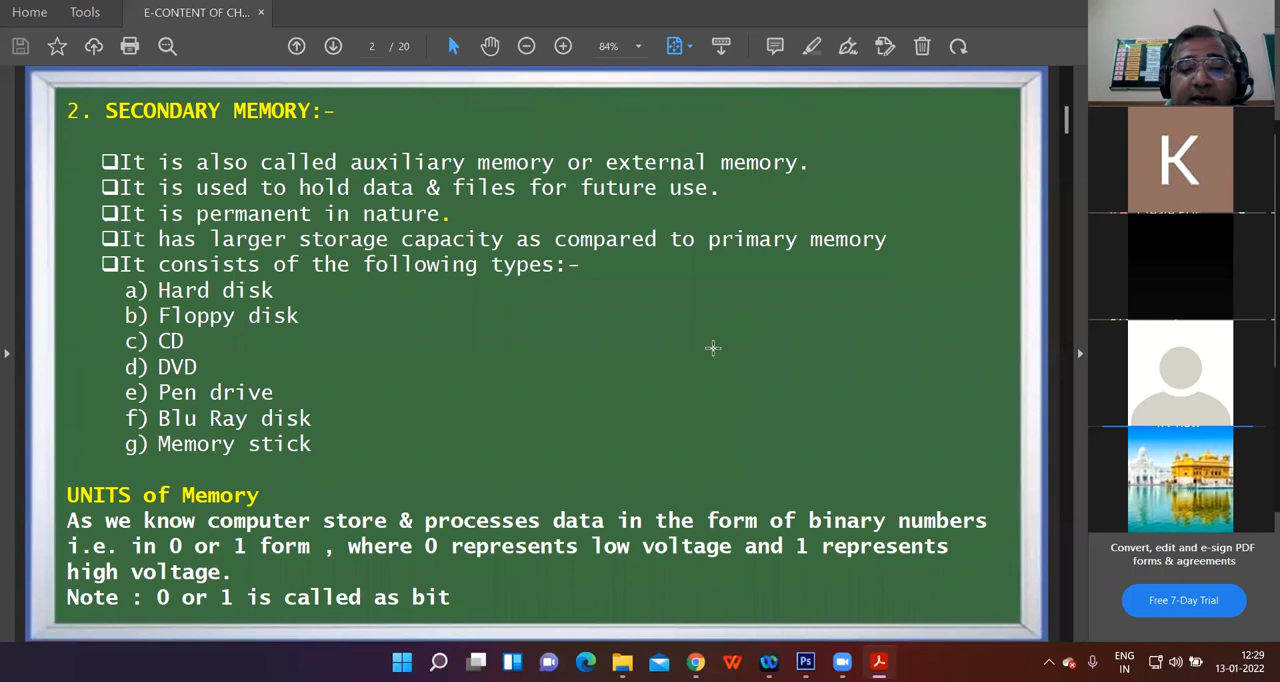 Home
Tools
E-CONTENT OF CH...
2 / 20
84%
2. SECONDARY MEMORY:-
It is also called auxiliary memory or external memory.
It is used to hold data & files for future use.
It is permanent in nature.
It has larger storage capacity as compared to primary memory
It consists of the following types:-
a) Hard disk
b) Floppy disk
c) CD
d) DVD
e) Pen drive
f) Blu Ray disk
g) Memory stick
UNITS of Memory
As we know computer store & processes data in the form of binary numbers
i.e. in 0 or 1 form , where 0 represents low voltage and 1 represents
high voltage.
Note : 0 or 1 is called as bit
K
Convert, edit and e-sign PDF
forms & agreements
Free 7-Day Trial
Ps
ENG
IN
12:29
13-01-2022